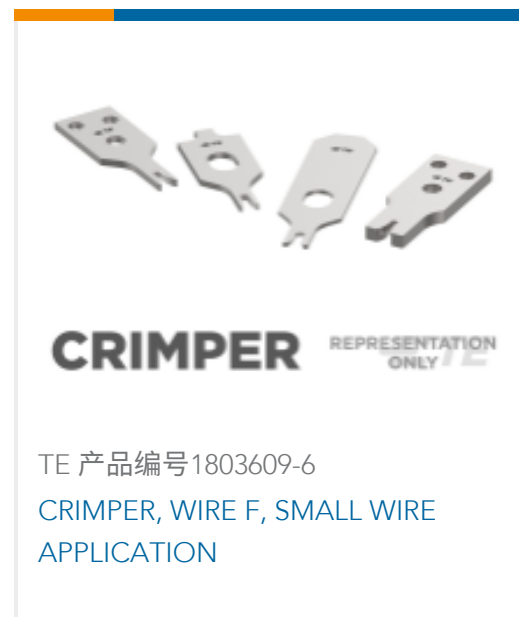 CRIMPER
REPRESENTATION
ONLY
TE
TE 产品编号1803609-6
CRIMPER, WIRE F, SMALL WIRE
APPLICATION